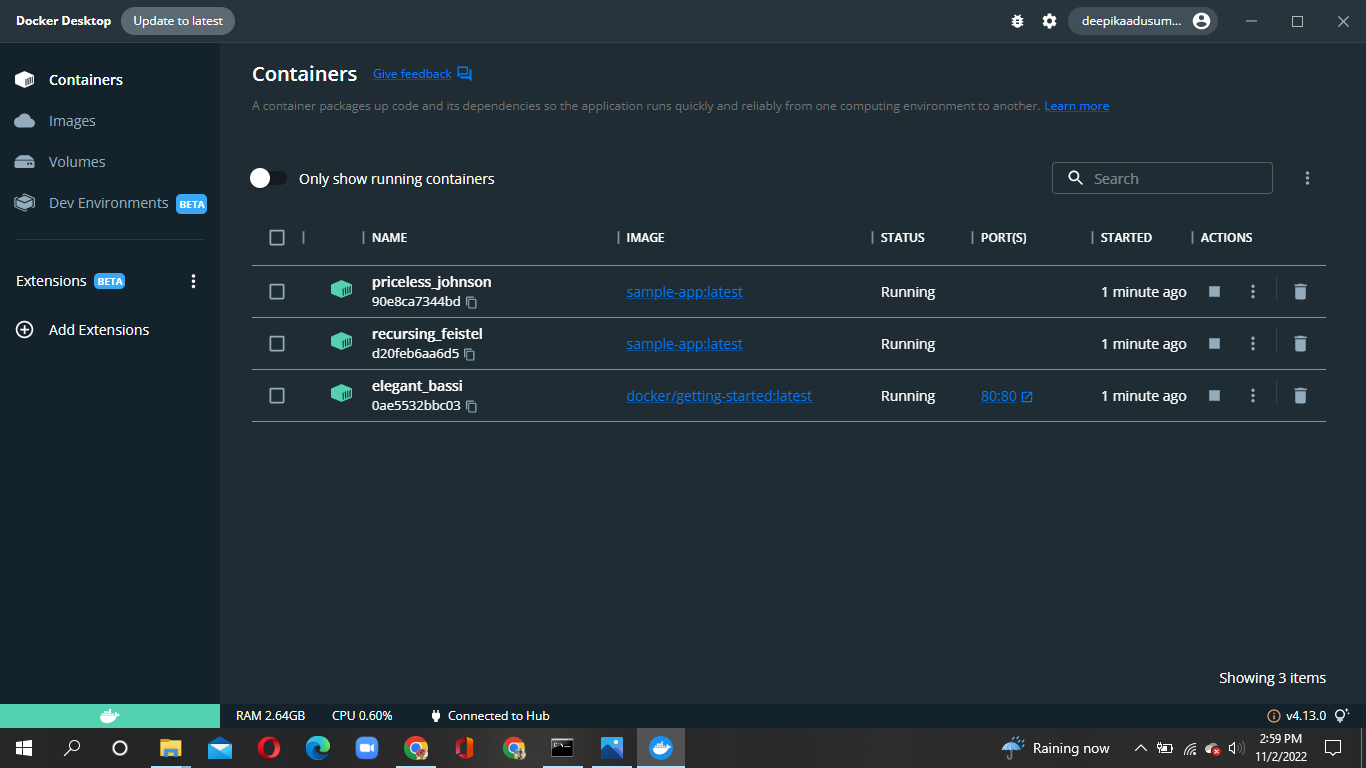 Docker Desktop Update to latest deepikaadusum...
Containers
Images
Volumes
Dev Environments BETA
Extensions BETA
Add Extensions
Containers Give feedback
A container packages up code and its dependencies so the application runs quickly and reliably from one computing environment to another. Learn more
Only show running containers Search
NAME IMAGE STATUS PORT(S) STARTED ACTIONS
priceless_johnson
90e8ca7344bd sample-app:latest Running 1 minute ago
recursing_feistel
d20feb6aa6d5 sample-app:latest Running 1 minute ago
elegant_bassi
0ae5532bbc03 docker/getting-started:latest Running 80:80 1 minute ago
Showing 3 items
RAM 2.64GB CPU 0.60% Connected to Hub v4.13.0
Raining now 2:59 PM
11/2/2022